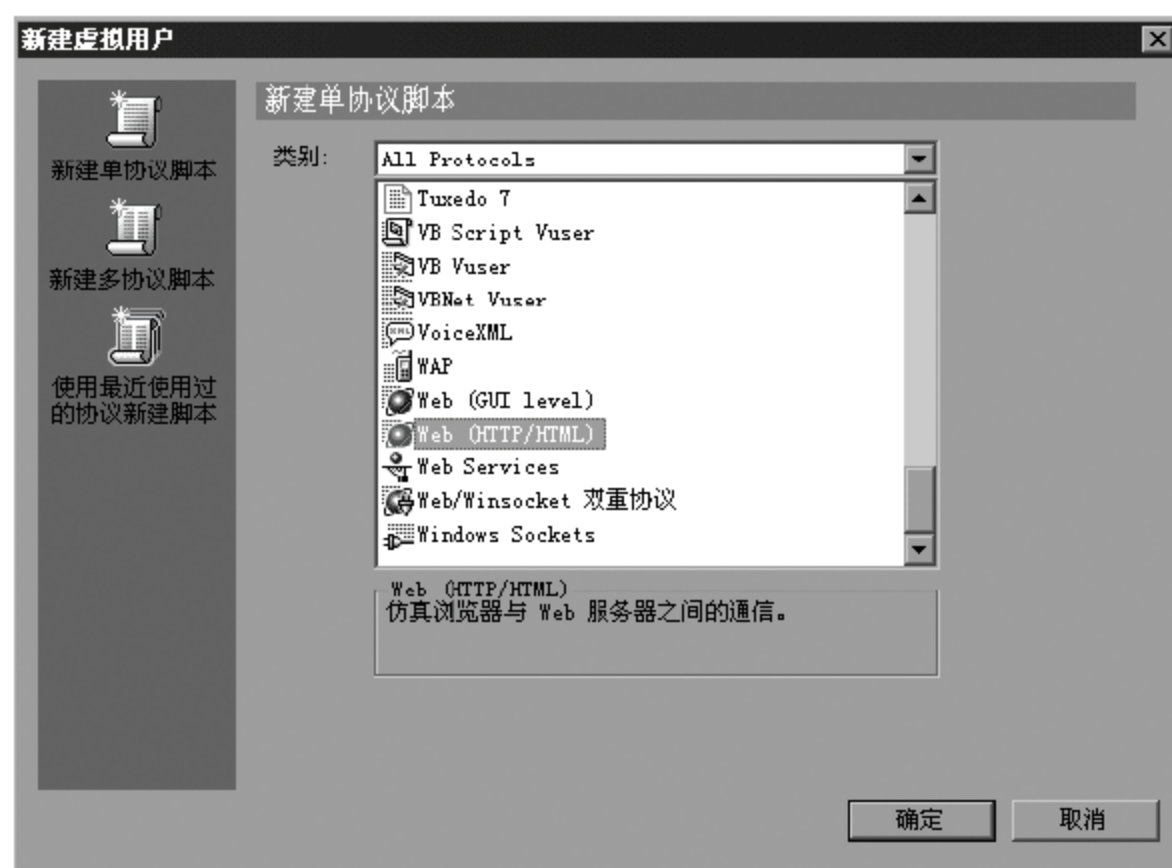 新建虚拟用户
新建单协议脚本
新建多协议脚本
使用最近使用过
的协议新建脚本
新建单协议脚本
类别:
All Protocols
Tuxedo 7
VB Script Vuser
VB Vuser
VBNet Vuser
VoiceXML
WAP
Web (GUI level)
Web (HTTP/HTML)
Web Services
Web/Winsocket 双重协议
Windows Sockets
Web (HTTP/HTML)
仿真浏览器与 Web 服务器之间的通信。
确定
取消